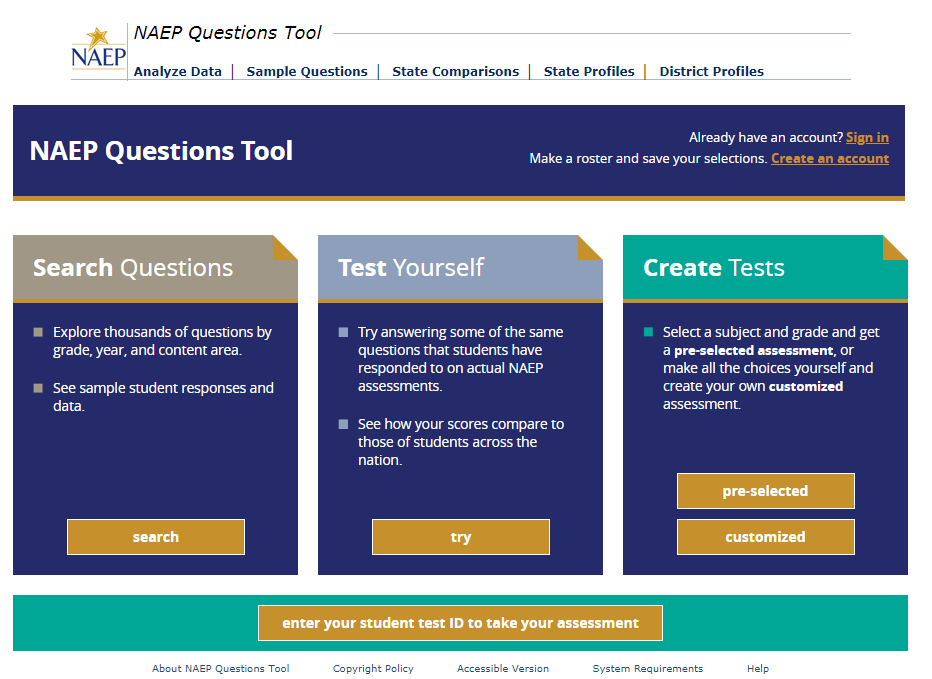 NAEP
NAEP Questions Tool
Analyze Data
Sample Questions
State Comparisons
State Profiles
District Profiles
NAEP Questions Tool
Already have an account? Sign in
Make a roster and save your selections. Create an account
Search Questions
Explore thousands of questions by
grade, year, and content area.
See sample student responses and
data.
search
Test Yourself
Try answering some of the same
questions that students have
responded to on actual NAEP
assessments.
See how your scores compare to
those of students across the
nation.
try
Create Tests
Select a subject and grade and get
a pre-selected assessment, or
make all the choices yourself and
create your own customized
assessment.
pre-selected
customized
enter your student test ID to take your assessment
About NAEP Questions Tool
Copyright Policy
Accessible Version
System Requirements
Help